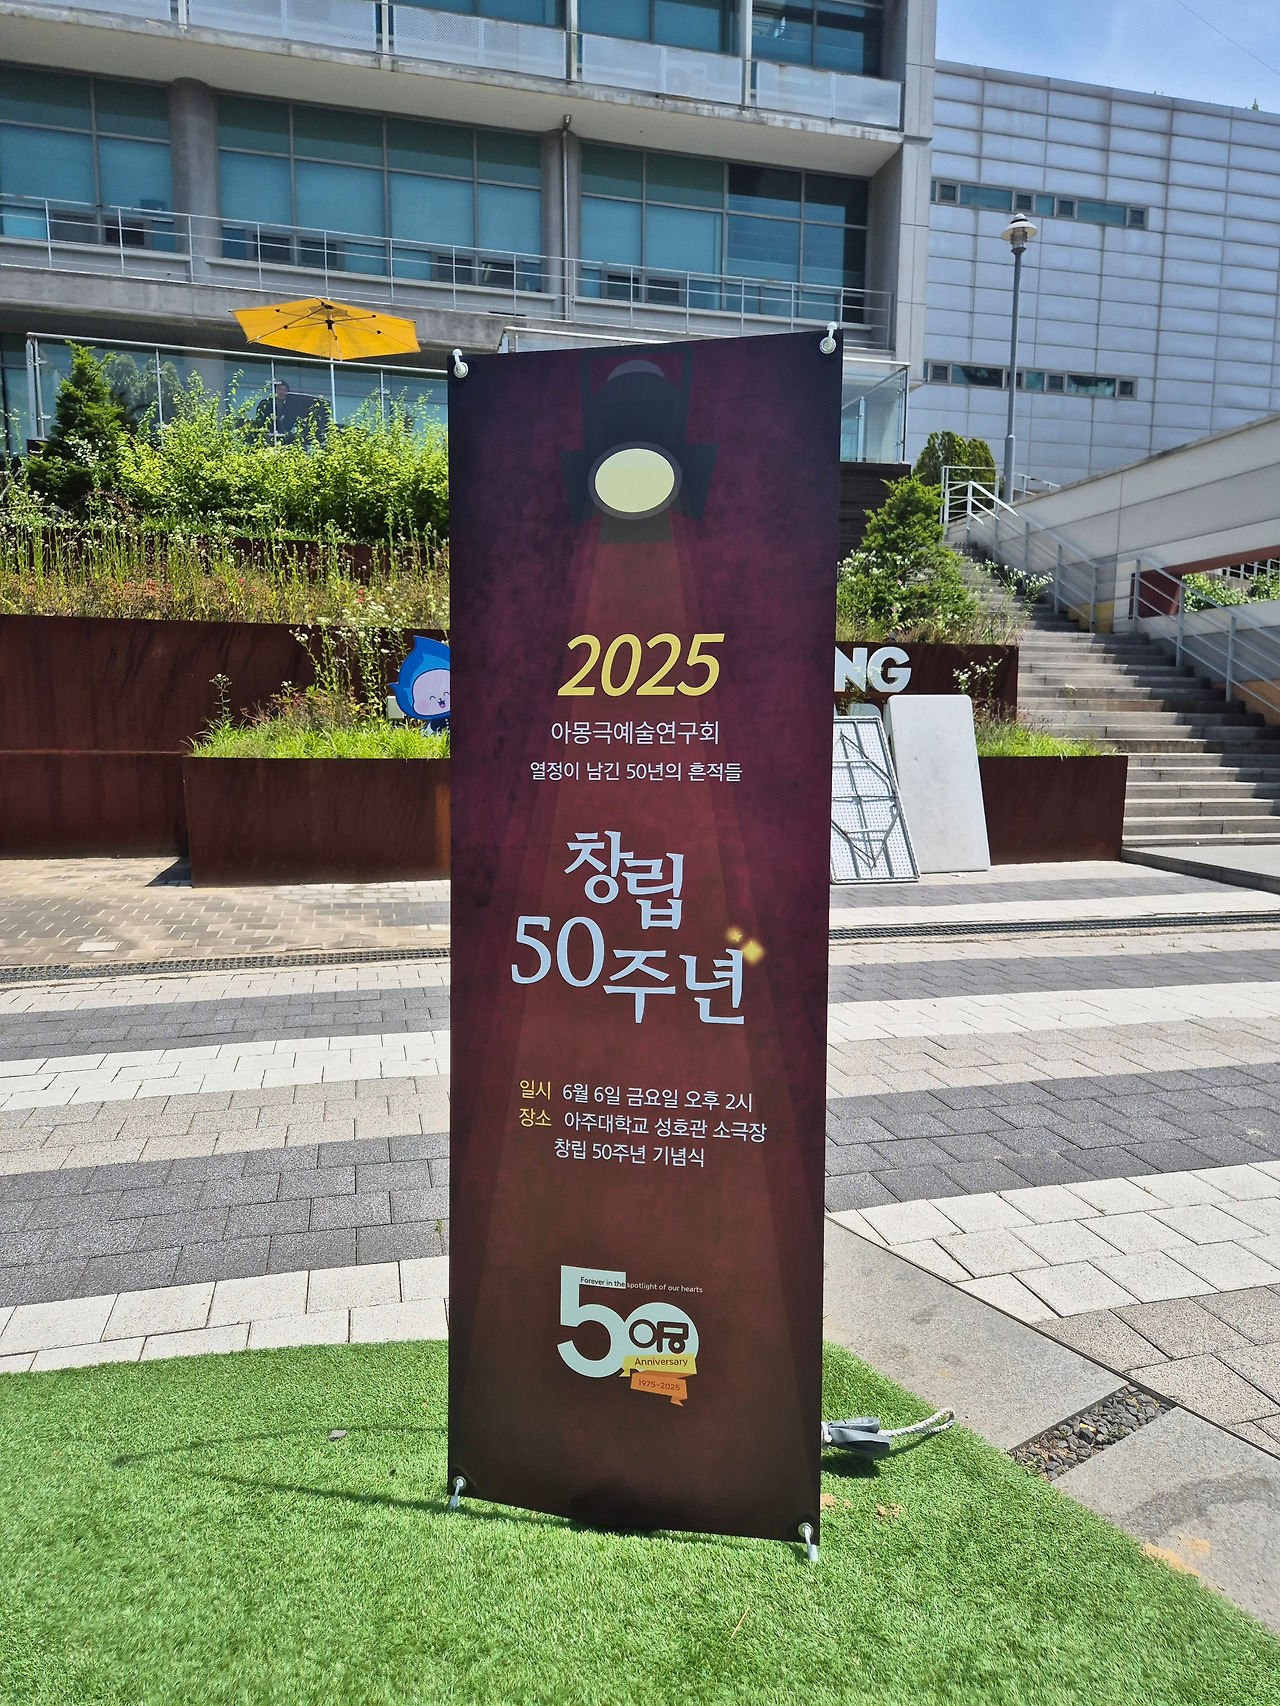 2025
아몽극예술연구회
열정이 남긴 50년의 흔적들
창립
50주년
일시 6월 6일 금요일 오후 2시
장소 아주대학교 성호관 소극장
창립 50주년 기념식
Forever in the spotlight of our hearts
50
아몽
Anniversary
1975~2025
NG